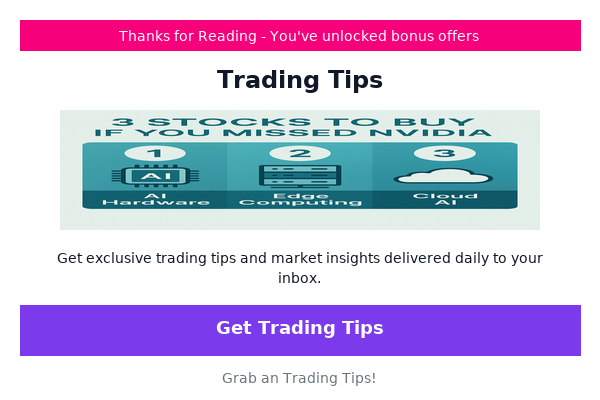 Thanks for Reading - You've unlocked bonus offers
Trading Tips
3 STOCKS TO BUY
IF YOU MISSED NVIDIA
1 2 3
AI
AI Hardware
Edge Computing
Cloud AI
Get exclusive trading tips and market insights delivered daily to your
inbox.
Get Trading Tips
Grab an Trading Tips!